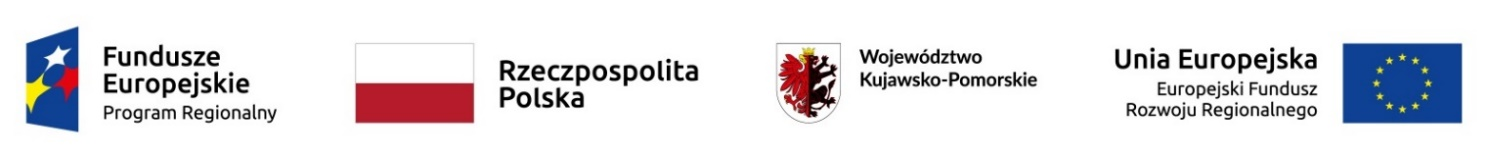 Fundusze
Europejskie
Program Regionalny
Rzeczpospolita
Polska
Województwo
Kujawsko-Pomorskie
Unia Europejska
Europejski Fundusz
Rozwoju Regionalnego